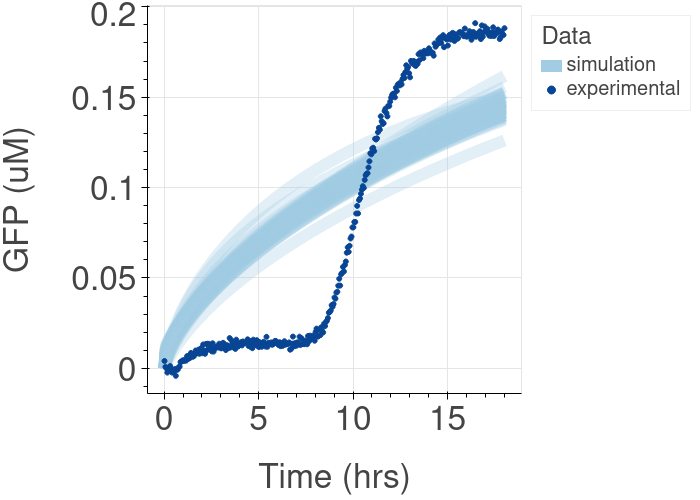 0.2
0.15
0.1
0.05
0
GFP (uM)
0 5 10 15
Time (hrs)
Data
simulation
experimental